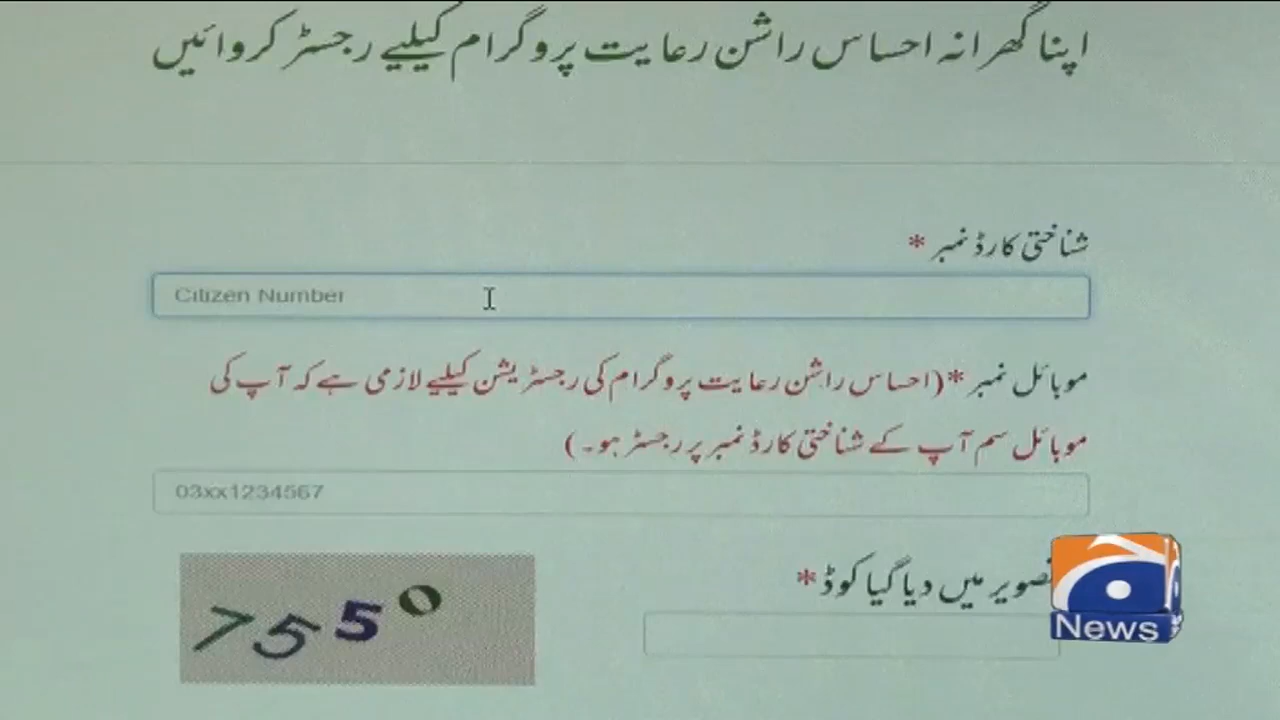 اپنا گھرانہ احساس راشن رعایت پروگرام کیلیے رجسٹر کروائیں
شناختی کارڈ نمبر *
Citizen Number
موبائل نمبر *(احساس راشن رعایت پروگرام کی رجسٹریشن کیلیے لازمی ہے کہ آپ کی
موبائل سم آپ کے شناختی کارڈ نمبر پر رجسٹر ہو۔)
03xx1234567
تصویر میں دیا گیا کوڈ *
7550
News